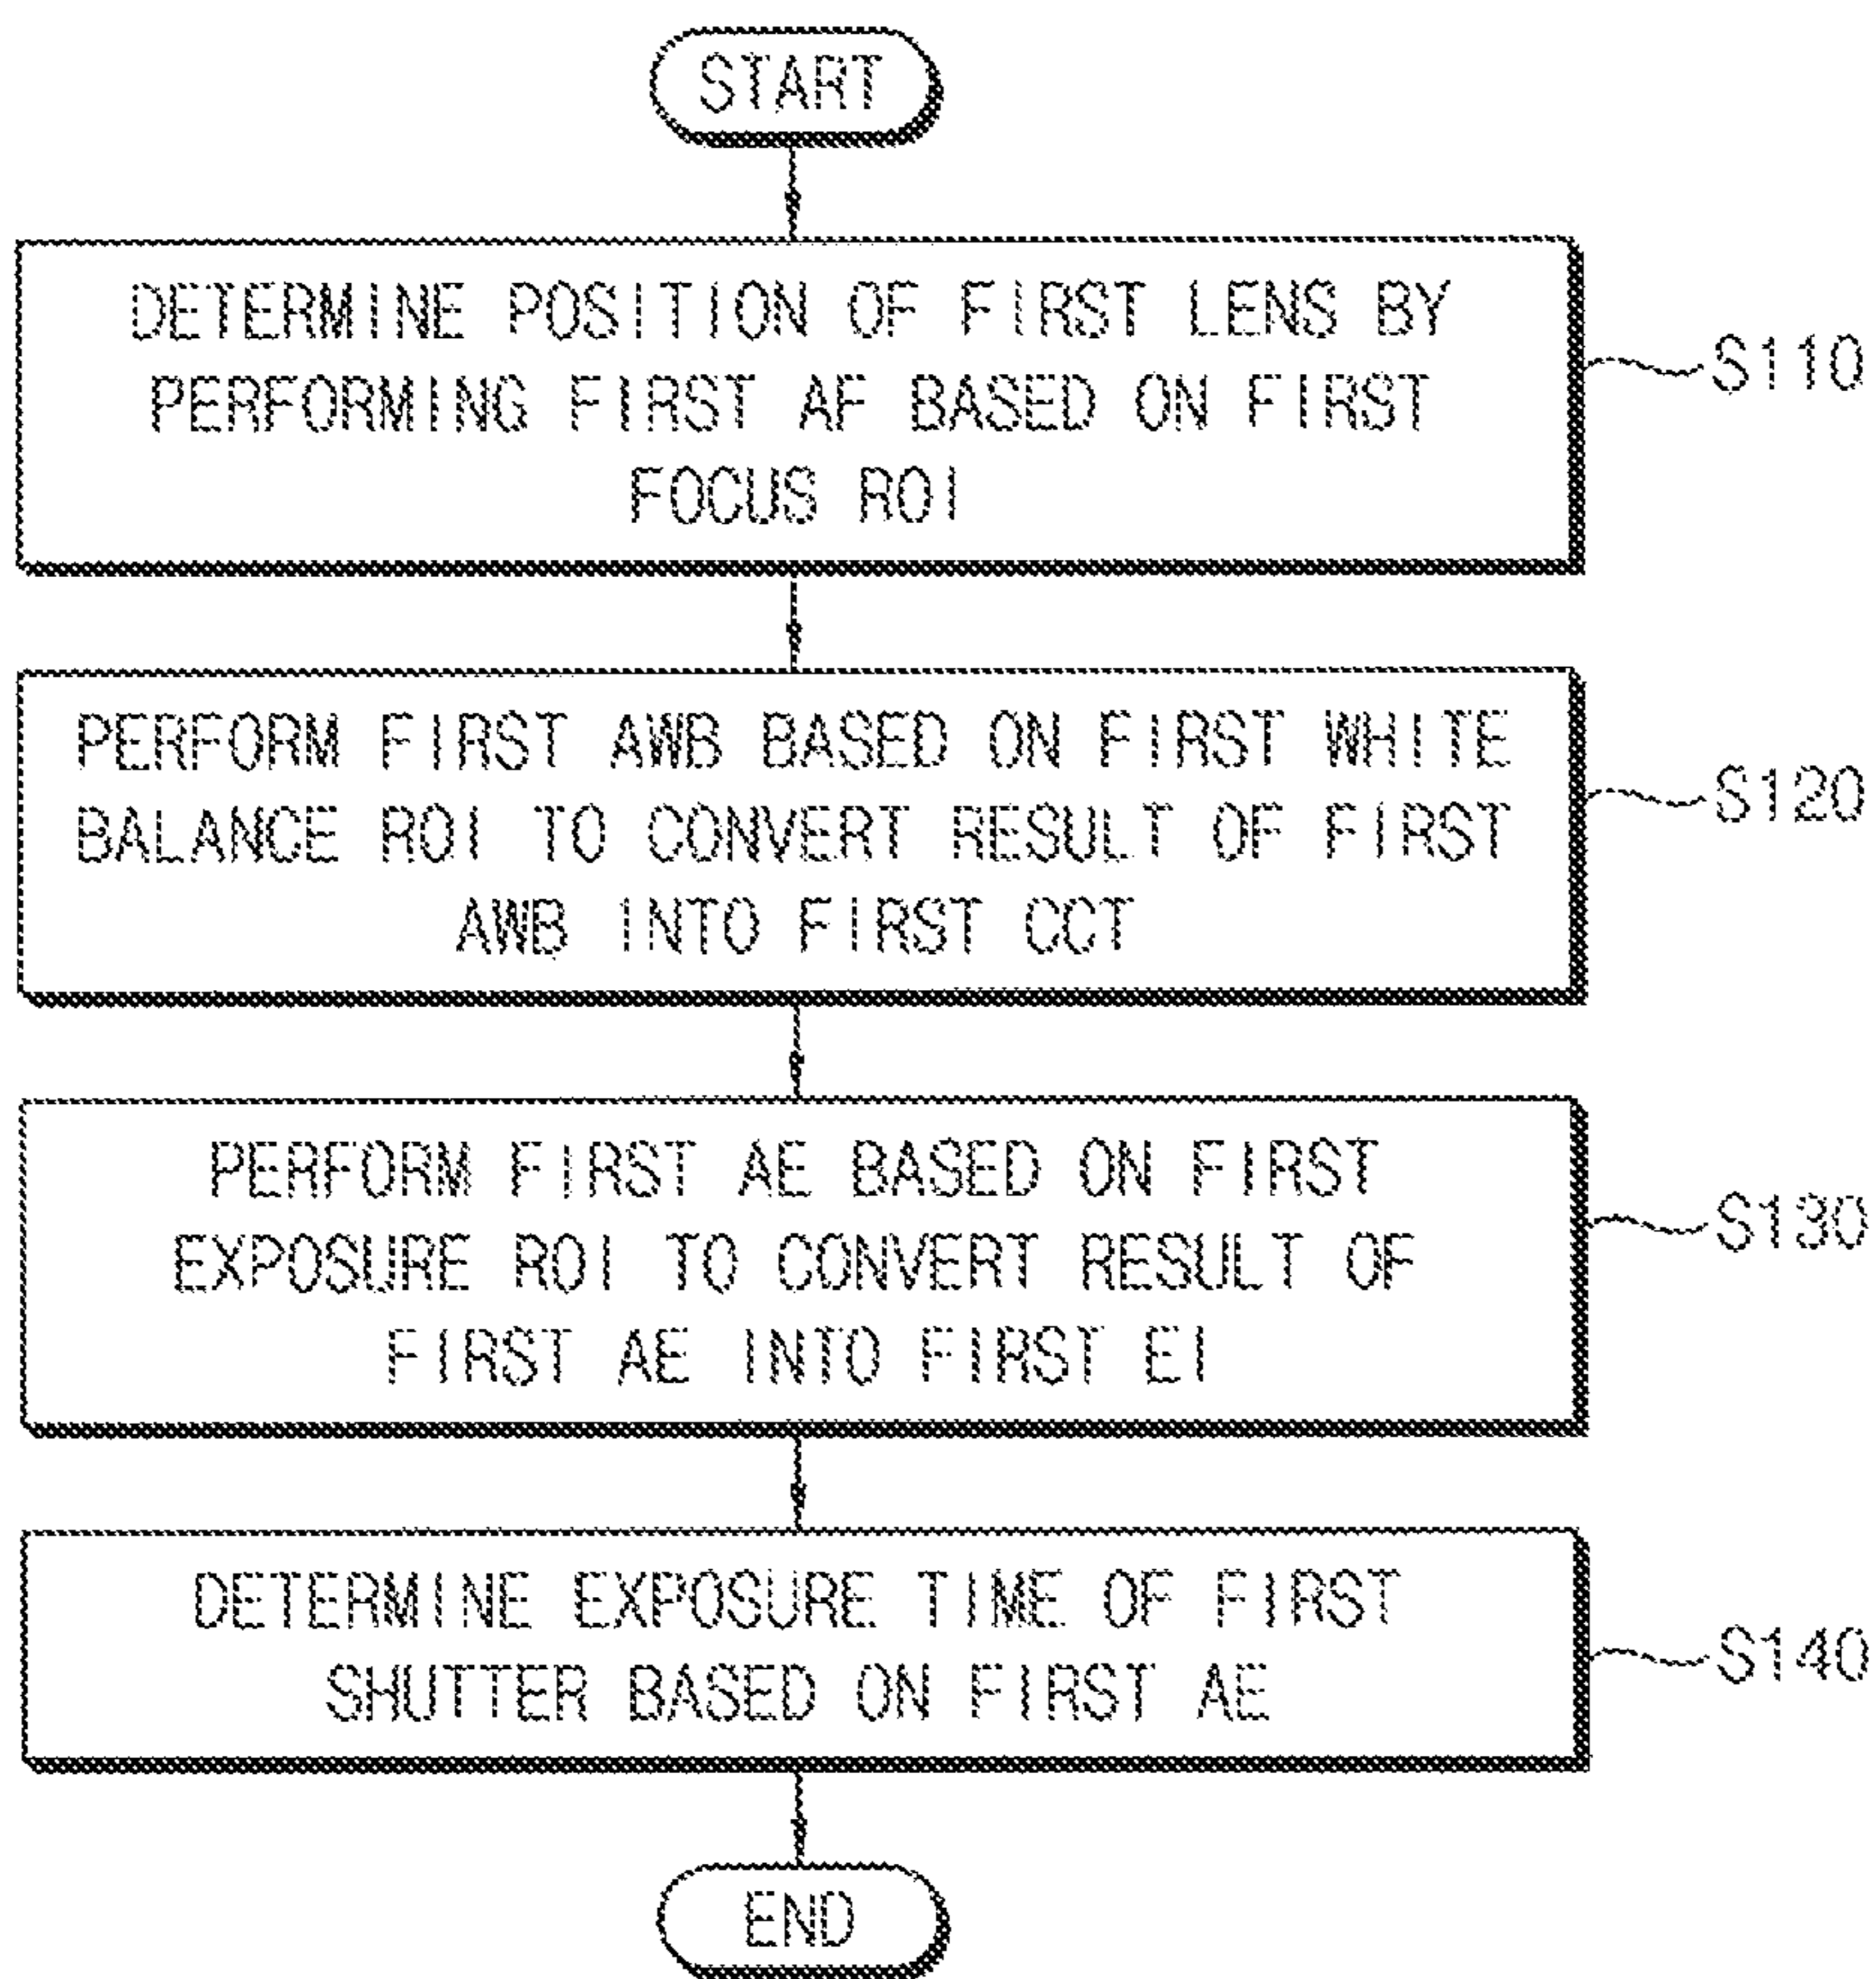 START
DETERMINE POSITION OF FIRST LENS BY
PERFORMING FIRST AF BASED ON FIRST
FOCUS ROI
S110
PERFORM FIRST AWB BASED ON FIRST WHITE
BALANCE ROI TO CONVERT RESULT OF FIRST
AWB INTO FIRST CCT
S120
PERFORM FIRST AE BASED ON FIRST
EXPOSURE ROI TO CONVERT RESULT OF
FIRST AE INTO FIRST EI
S130
DETERMINE EXPOSURE TIME OF FIRST
SHUTTER BASED ON FIRST AE
S140
END